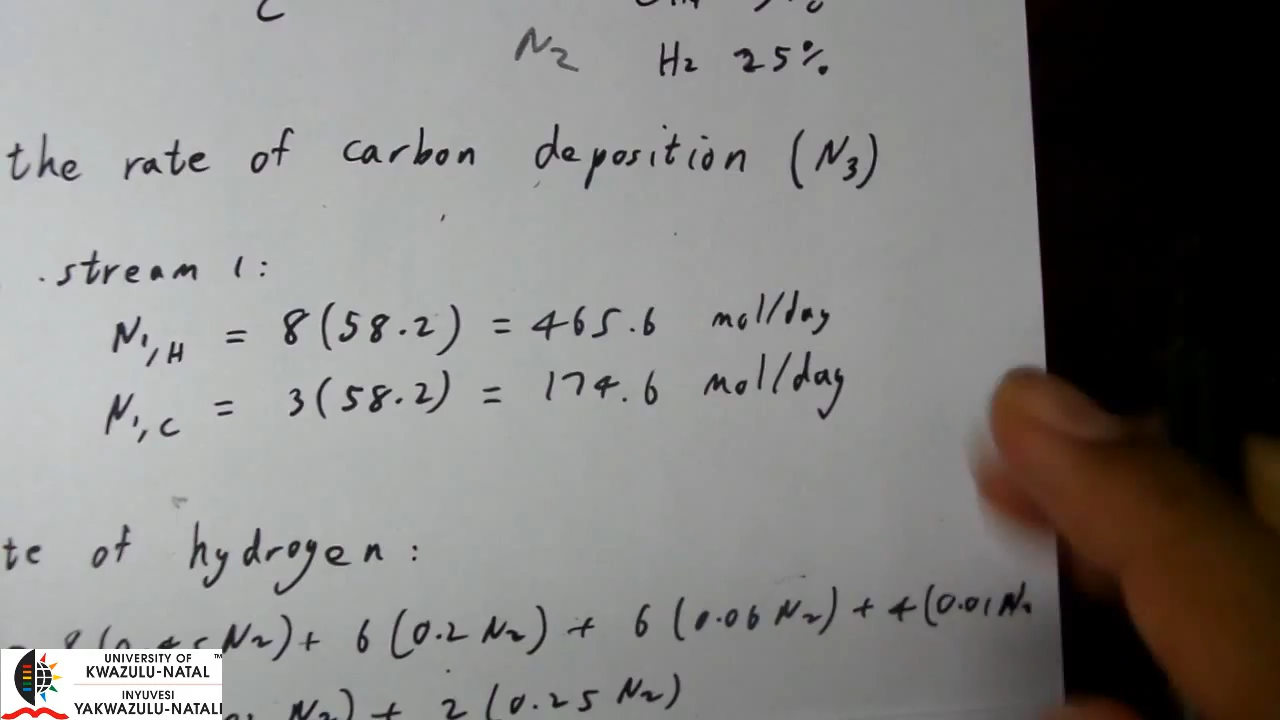 C
N2 H2 25%
the rate of carbon deposition (N3)
.stream 1:
N1,H = 8(58.2) = 465.6 mol/day
N1,C = 3(58.2) = 174.6 mol/day
te of hydrogen:
N2) + 6(0.2 N2) + 6(0.06 N2) + 4(0.01N2
N2) + 2(0.25 N2)
UNIVERSITY OF ™
KWAZULU-NATAL
INYUVESI
YAKWAZULU-NATALI